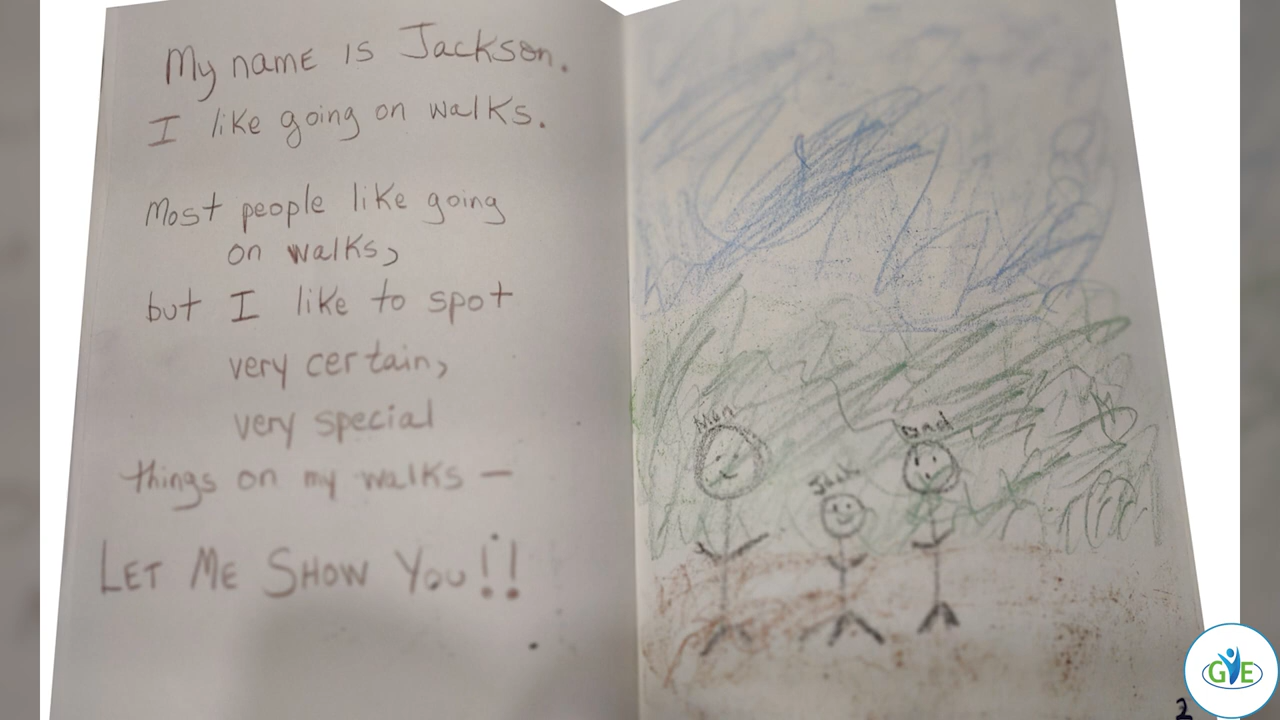 My name is Jackson.
I like going on walks.
Most people like going
on walks,
but I like to spot
very certain,
very special
things on my walks —
LET ME SHOW YOU!!
Mom
Jack
Dad
2
GVE